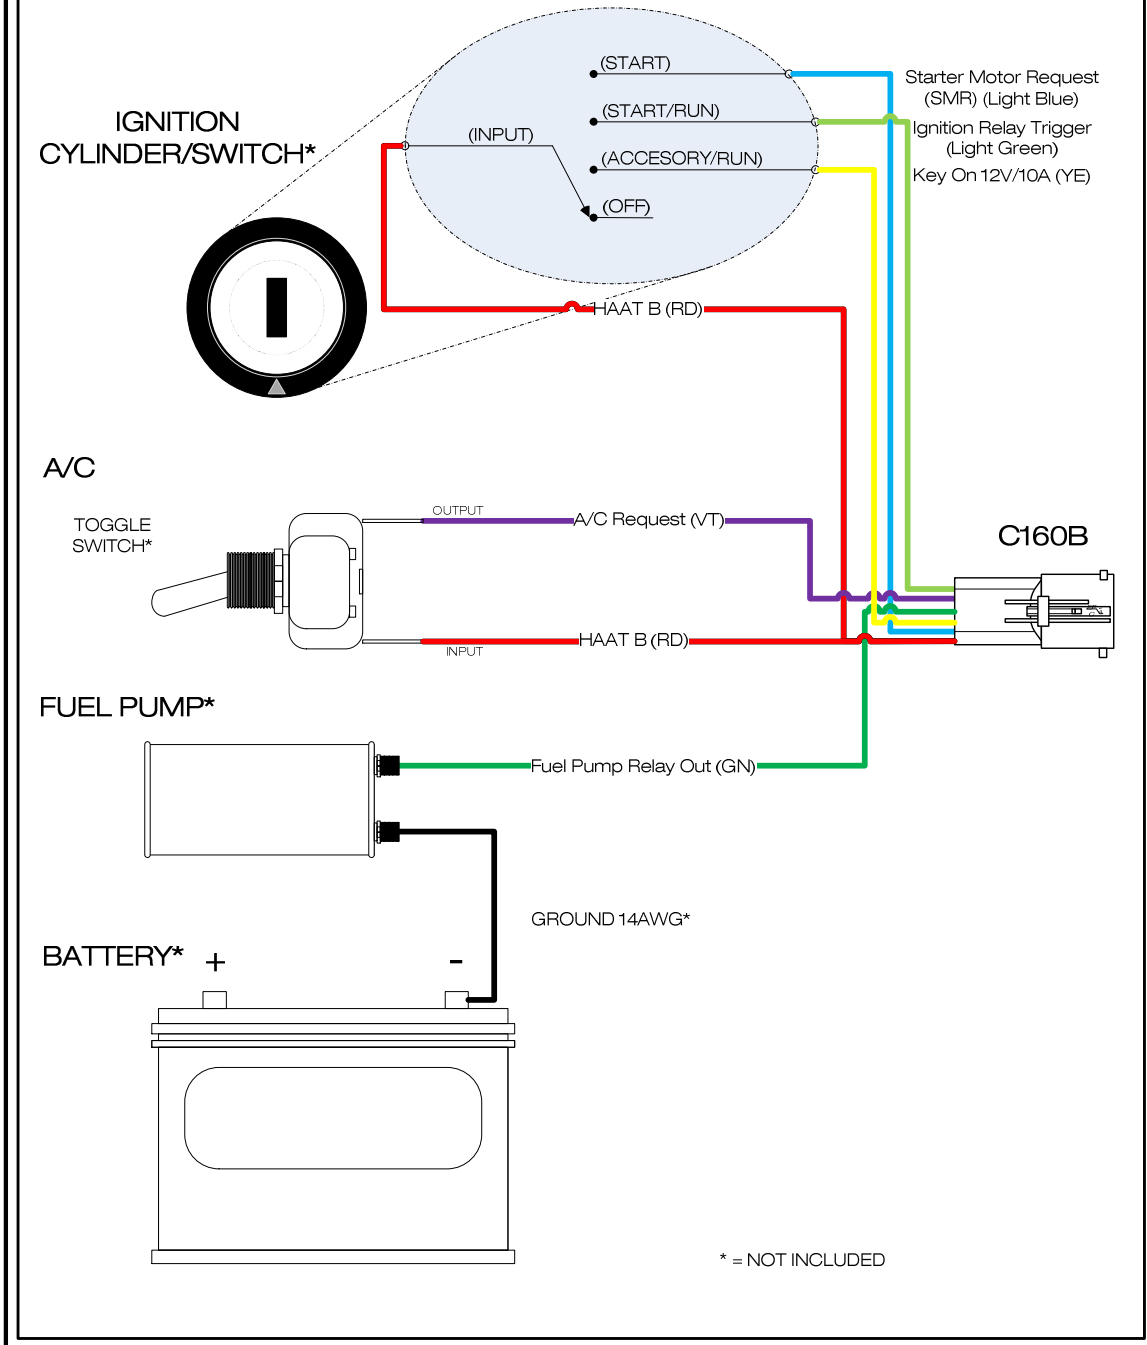 (START)
Starter Motor Request
(SMR) (Light Blue)
IGNITION
CYLINDER/SWITCH*
(START/RUN)
(INPUT)
Ignition Relay Trigger
(Light Green)
(ACCESORY/RUN)
Key On 12V/10A (YE)
(OFF)
HAAT B (RD)
A/C
TOGGLE
SWITCH*
OUTPUT
A/C Request (VT)
C160B
INPUT
HAAT B (RD)
FUEL PUMP*
Fuel Pump Relay Out (GN)
GROUND 14AWG*
BATTERY*
+
-
* = NOT INCLUDED